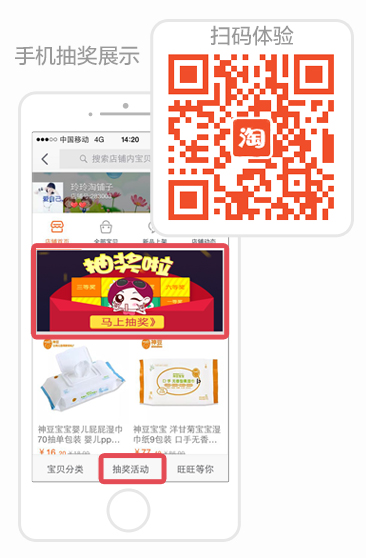 扫码体验
手机抽奖展示
淘
中国移动 4G 14:20
搜索店铺内宝贝
玲玲淘铺子
店铺首页 全部宝贝 新品上架 店铺动态
抽奖啦
马上抽奖》
神豆宝宝婴儿屁屁湿巾
70抽单包装 婴儿pp…
神豆宝宝 洋甘菊宝宝湿
巾纸9包装 口手无香…
宝贝分类 抽奖活动 旺旺等你